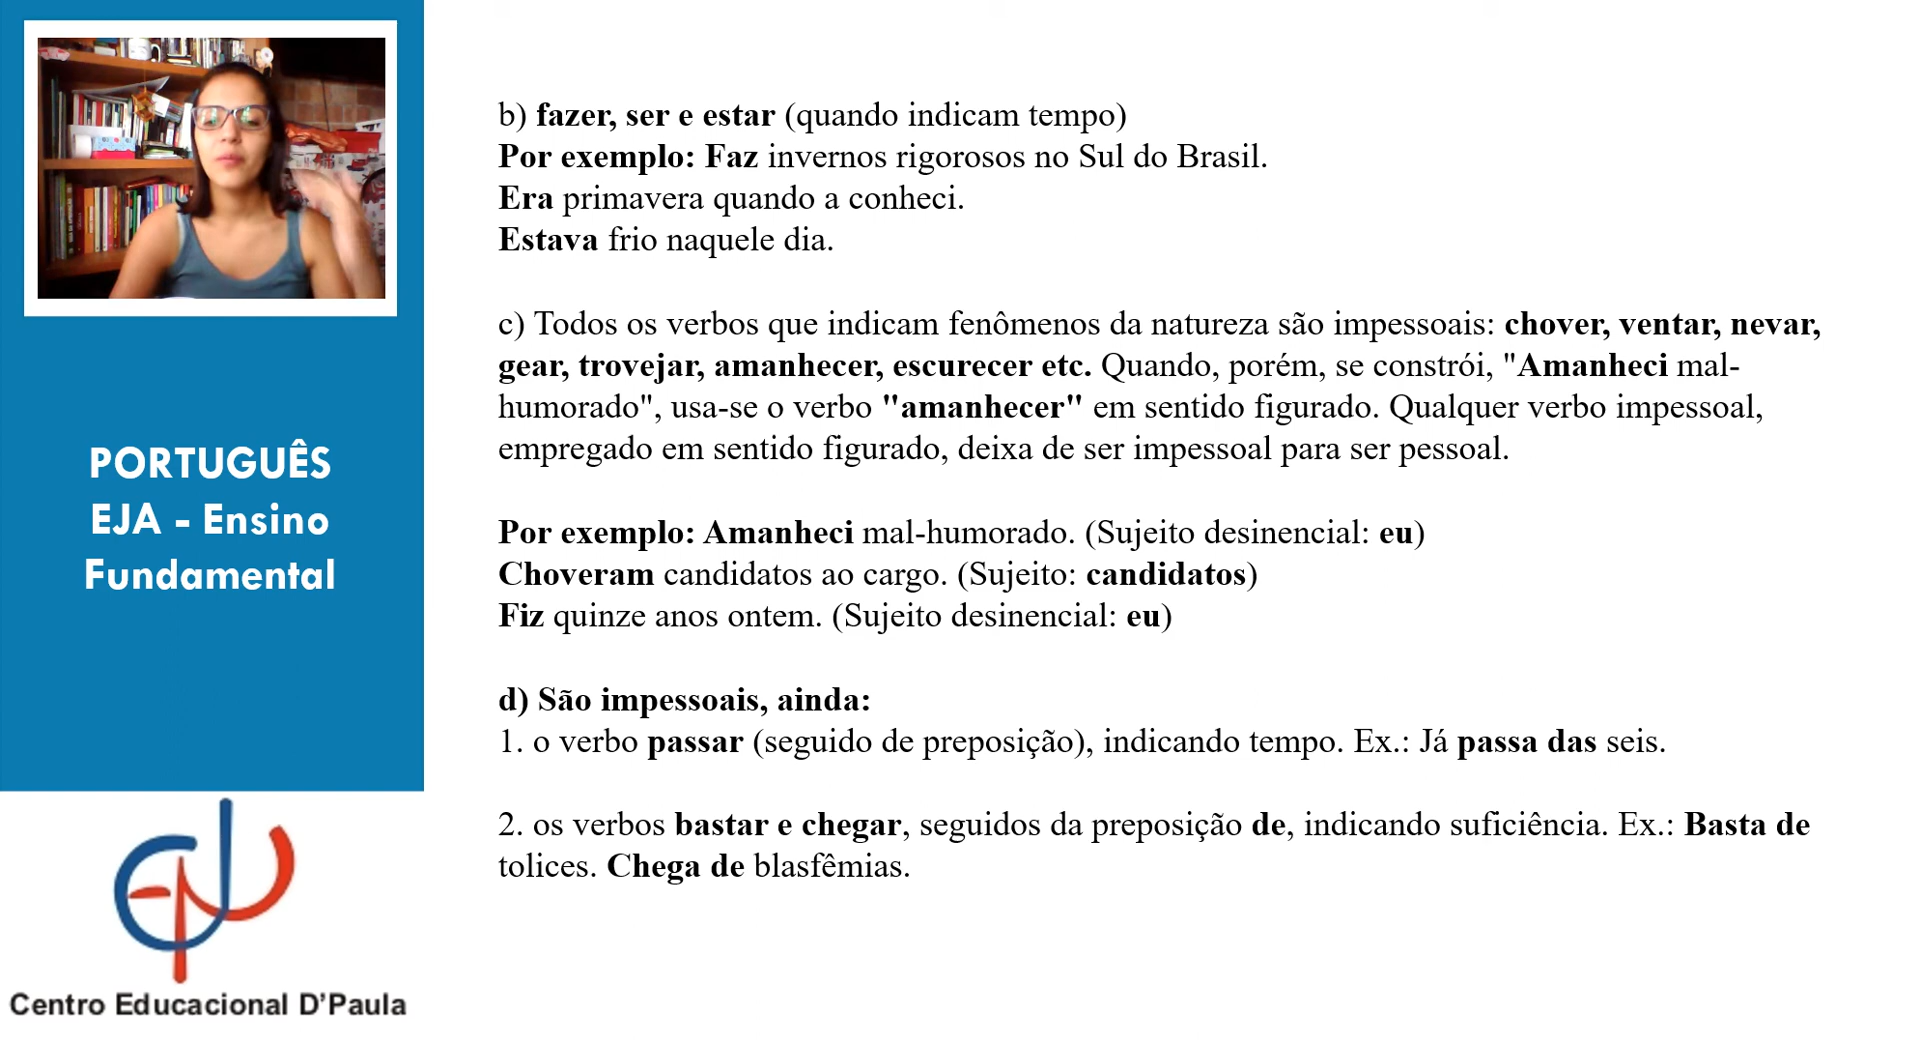 b) fazer, ser e estar (quando indicam tempo)
Por exemplo: Faz invernos rigorosos no Sul do Brasil.
Era primavera quando a conheci.
Estava frio naquele dia.
c) Todos os verbos que indicam fenômenos da natureza são impessoais: chover, ventar, nevar,
gear, trovejar, amanhecer, escurecer etc. Quando, porém, se constrói, "Amanheci mal-
humorado", usa-se o verbo "amanhecer" em sentido figurado. Qualquer verbo impessoal,
empregado em sentido figurado, deixa de ser impessoal para ser pessoal.
Por exemplo: Amanheci mal-humorado. (Sujeito desinencial: eu)
Choveram candidatos ao cargo. (Sujeito: candidatos)
Fiz quinze anos ontem. (Sujeito desinencial: eu)
d) São impessoais, ainda:
1. o verbo passar (seguido de preposição), indicando tempo. Ex.: Já passa das seis.
2. os verbos bastar e chegar, seguidos da preposição de, indicando suficiência. Ex.: Basta de
tolices. Chega de blasfêmias.
PORTUGUÊS
EJA - Ensino
Fundamental
Centro Educacional D'Paula